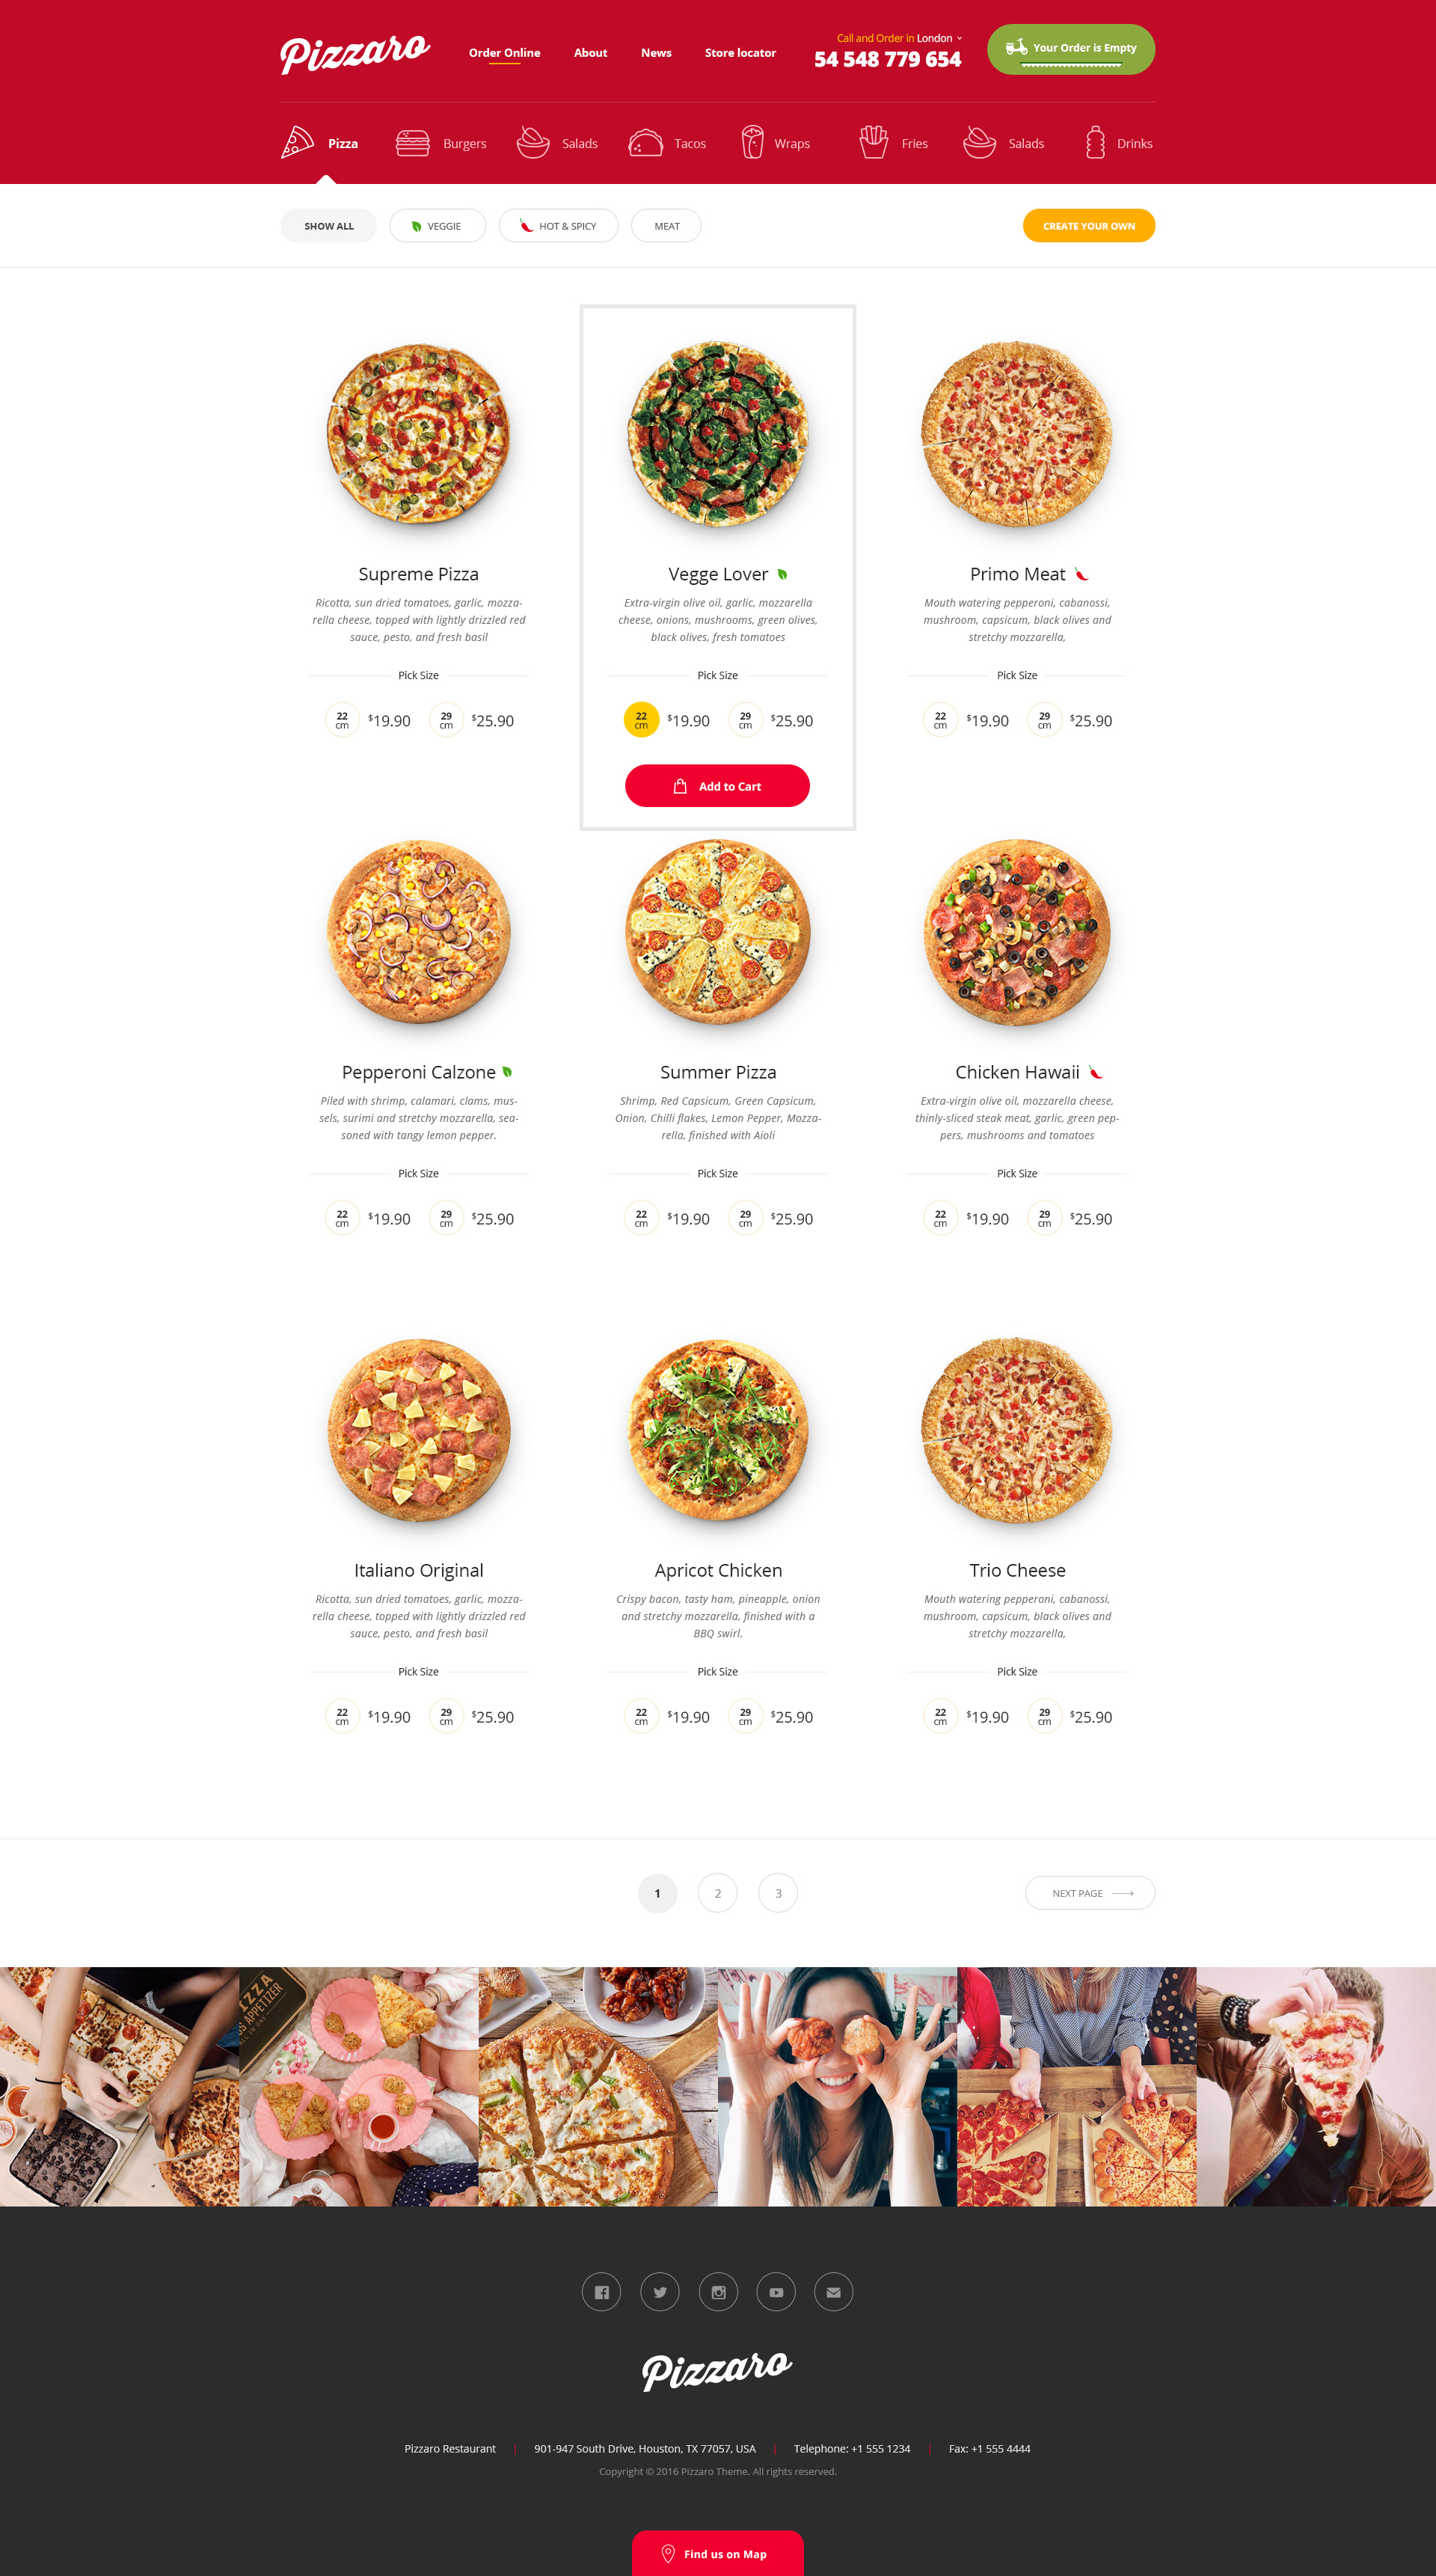 Pizzaro
Order Online
About
News
Store locator
Call and Order in London
54 548 779 654
Your Order is Empty
Pizza
Burgers
Salads
Tacos
Wraps
Fries
Salads
Drinks
SHOW ALL
VEGGIE
HOT & SPICY
MEAT
CREATE YOUR OWN
Supreme Pizza
Ricotta, sun dried tomatoes, garlic, mozza-
rella cheese, topped with lightly drizzled red
sauce, pesto, and fresh basil
Pick Size
22 cm $19.90 29 cm $25.90
Vegge Lover
Extra-virgin olive oil, garlic, mozzarella
cheese, onions, mushrooms, green olives,
black olives, fresh tomatoes
Pick Size
22 cm $19.90 29 cm $25.90
Add to Cart
Primo Meat
Mouth watering pepperoni, cabanossi,
mushroom, capsicum, black olives and
stretchy mozzarella,
Pick Size
22 cm $19.90 29 cm $25.90
Pepperoni Calzone
Piled with shrimp, calamari, clams, mus-
sels, surimi and stretchy mozzarella, sea-
soned with tangy lemon pepper.
Pick Size
22 cm $19.90 29 cm $25.90
Summer Pizza
Shrimp, Red Capsicum, Green Capsicum,
Onion, Chilli flakes, Lemon Pepper, Mozza-
rella, finished with Aioli
Pick Size
22 cm $19.90 29 cm $25.90
Chicken Hawaii
Extra-virgin olive oil, mozzarella cheese,
thinly-sliced steak meat, garlic, green pep-
pers, mushrooms and tomatoes
Pick Size
22 cm $19.90 29 cm $25.90
Italiano Original
Ricotta, sun dried tomatoes, garlic, mozza-
rella cheese, topped with lightly drizzled red
sauce, pesto, and fresh basil
Pick Size
22 cm $19.90 29 cm $25.90
Apricot Chicken
Crispy bacon, tasty ham, pineapple, onion
and stretchy mozzarella, finished with a
BBQ swirl.
Pick Size
22 cm $19.90 29 cm $25.90
Trio Cheese
Mouth watering pepperoni, cabanossi,
mushroom, capsicum, black olives and
stretchy mozzarella,
Pick Size
22 cm $19.90 29 cm $25.90
1 2 3
NEXT PAGE
Pizzaro
Pizzaro Restaurant | 901-947 South Drive, Houston, TX 77057, USA | Telephone: +1 555 1234 | Fax: +1 555 4444
Copyright © 2016 Pizzaro Theme. All rights reserved.
Find us on Map